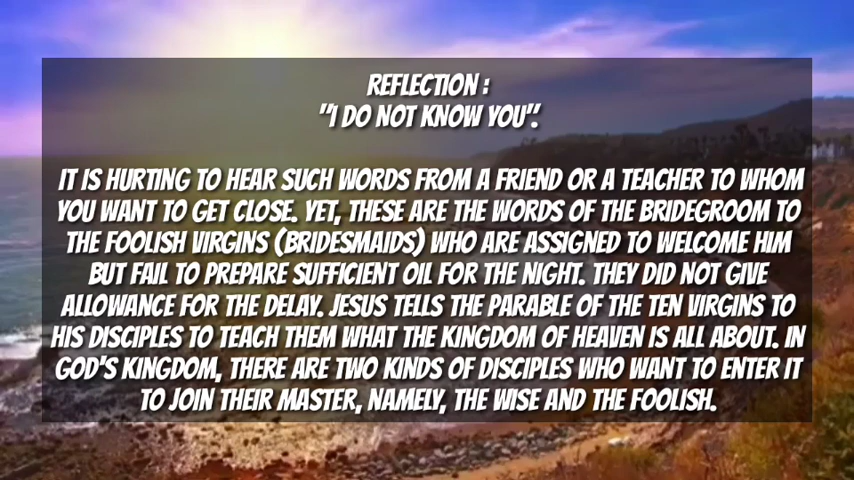 REFLECTION :
"I DO NOT KNOW YOU".
IT IS HURTING TO HEAR SUCH WORDS FROM A FRIEND OR A TEACHER TO WHOM
YOU WANT TO GET CLOSE. YET, THESE ARE THE WORDS OF THE BRIDEGROOM TO
THE FOOLISH VIRGINS (BRIDESMAIDS) WHO ARE ASSIGNED TO WELCOME HIM
BUT FAIL TO PREPARE SUFFICIENT OIL FOR THE NIGHT. THEY DID NOT GIVE
ALLOWANCE FOR THE DELAY. JESUS TELLS THE PARABLE OF THE TEN VIRGINS TO
HIS DISCIPLES TO TEACH THEM WHAT THE KINGDOM OF HEAVEN IS ALL ABOUT. IN
GOD'S KINGDOM, THERE ARE TWO KINDS OF DISCIPLES WHO WANT TO ENTER IT
TO JOIN THEIR MASTER, NAMELY, THE WISE AND THE FOOLISH.